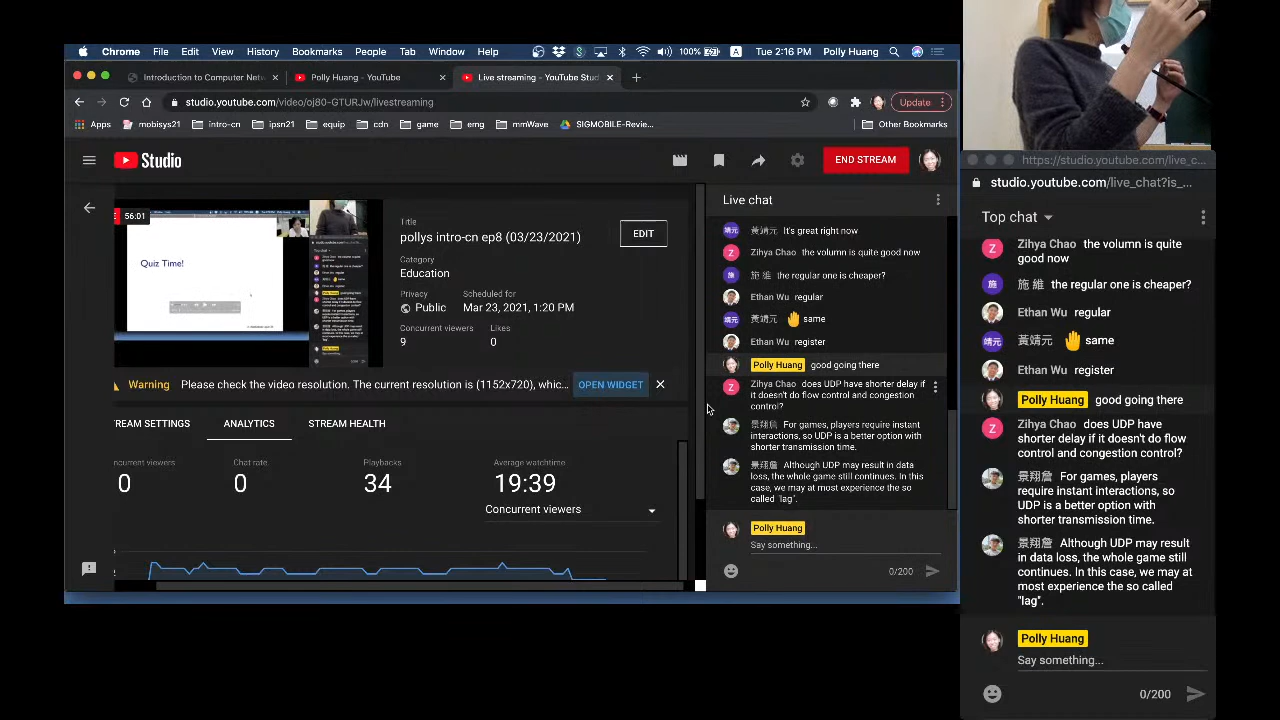 Chrome File Edit View History Bookmarks People Tab Window Help 100% A Tue 2:16 PM Polly Huang
Introduction to Computer Netw × Polly Huang - YouTube × Live streaming - YouTube Stud ×
studio.youtube.com/video/oj80-GTURJw/livestreaming Update
Apps mobisys21 intro-cn ipsn21 equip cdn game emg mmWave SIGMOBILE-Revie... Other Bookmarks
Studio END STREAM
56:01
Quiz Time!
Title
pollys intro-cn ep8 (03/23/2021)
EDIT
Category
Education
Privacy Scheduled for
Public Mar 23, 2021, 1:20 PM
Concurrent viewers Likes
9 0
Warning Please check the video resolution. The current resolution is (1152x720), whic... OPEN WIDGET
REAM SETTINGS ANALYTICS STREAM HEALTH
ncurrent viewers Chat rate Playbacks Average watchtime
0 0 34 19:39
Concurrent viewers
Live chat
黃靖元 It's great right now
Zihya Chao the volumn is quite good now
施 雖 the regular one is cheaper?
Ethan Wu regular
黃靖元 same
Ethan Wu register
Polly Huang good going there
Zihya Chao does UDP have shorter delay if
it doesn't do flow control and congestion
control?
景翔詹 For games, players require instant
interactions, so UDP is a better option with
shorter transmission time.
景翔詹 Although UDP may result in data
loss, the whole game still continues. In this
case, we may at most experience the so
called "lag".
Polly Huang
Say something...
0/200
https://studio.youtube.com/live_c...
studio.youtube.com/live_chat?is_...
Top chat
Zihya Chao the volumn is quite
good now
the regular one is cheaper?
Ethan Wu regular
黃靖元 same
Ethan Wu register
Polly Huang good going there
Zihya Chao does UDP have
shorter delay if it doesn't do flow
control and congestion control?
景翔詹 For games, players
require instant interactions, so
UDP is a better option with
shorter transmission time.
景翔詹 Although UDP may result
in data loss, the whole game still
continues. In this case, we may at
most experience the so called
"lag".
Polly Huang
Say something...
0/200